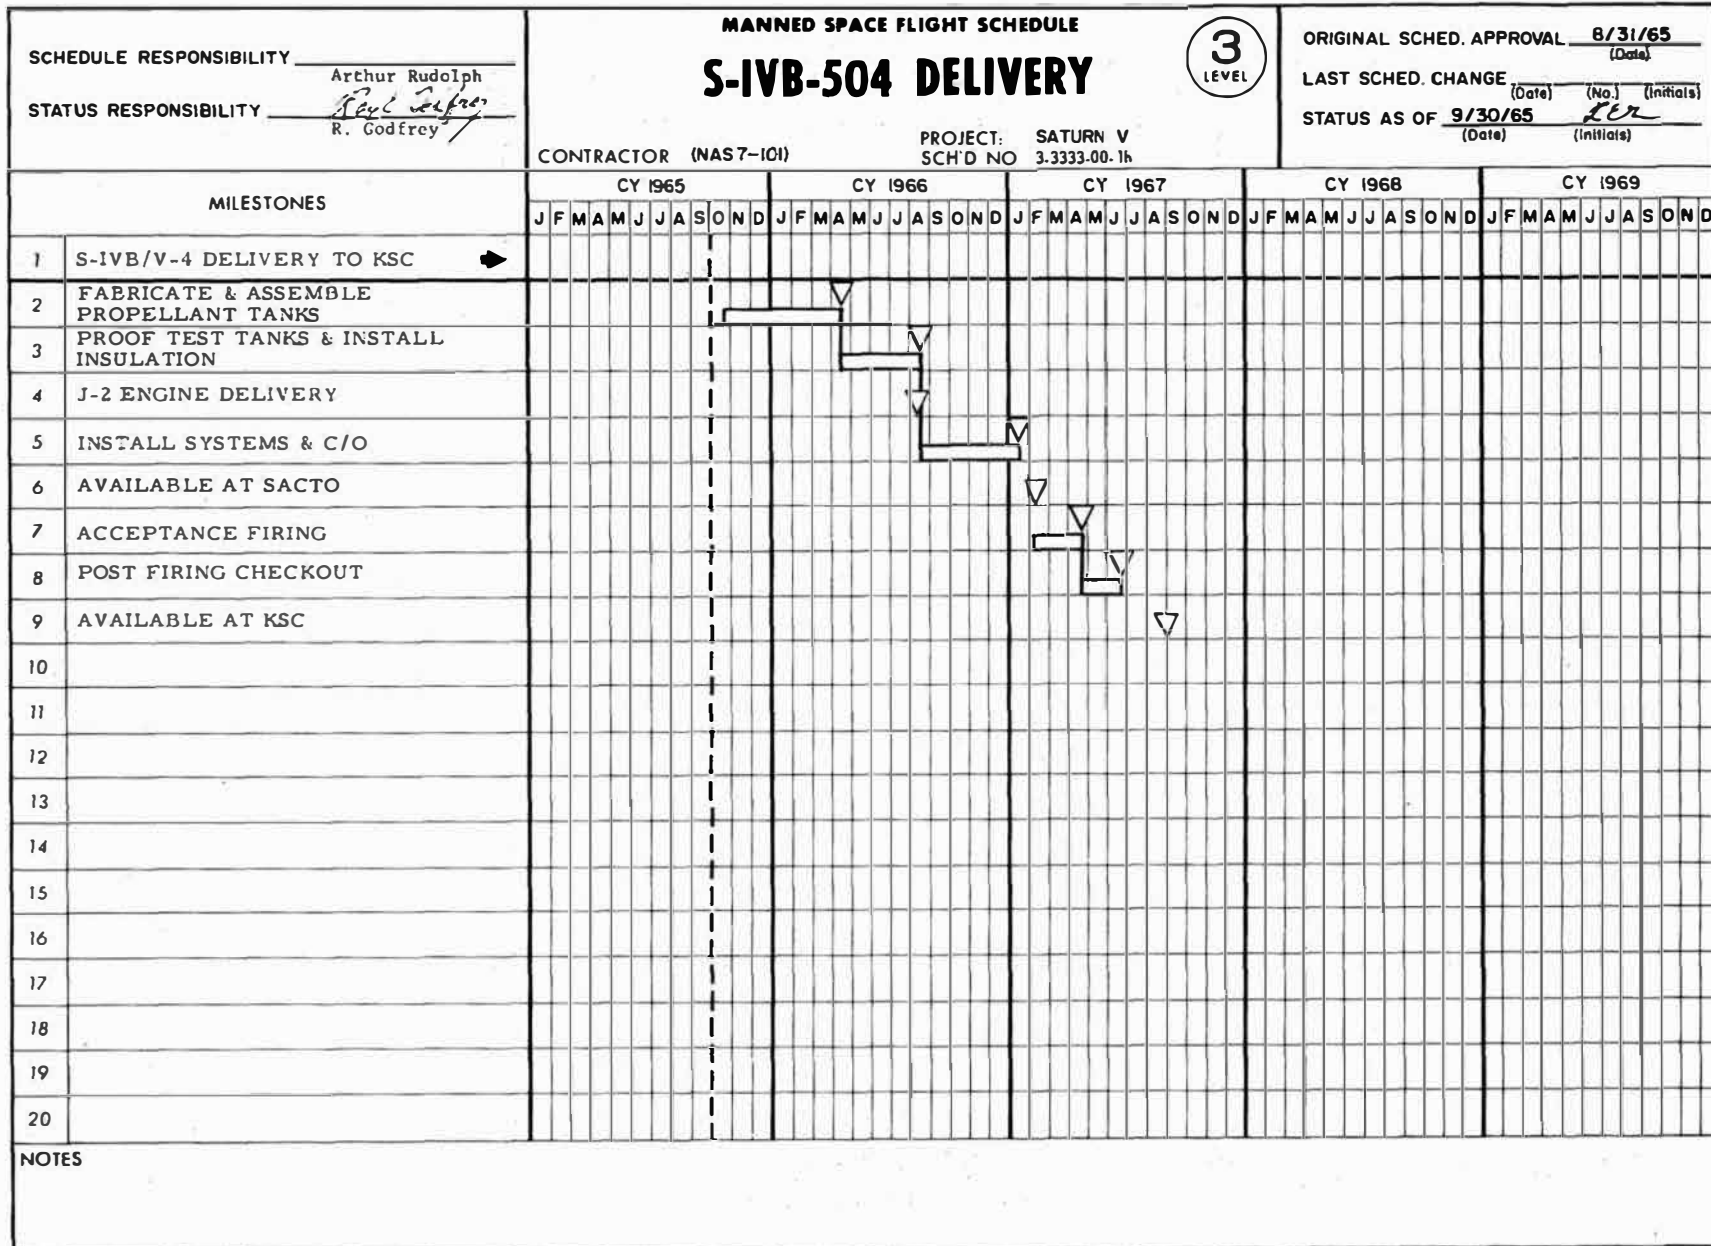 SCHEDULE RESPONSIBILITY
Arthur Rudolph
STATUS RESPONSIBILITY
R. Godfrey
MANNED SPACE FLIGHT SCHEDULE
S-IVB-504 DELIVERY
3
LEVEL
CONTRACTOR (NAS 7-101)
PROJECT: SATURN V
SCH'D NO 3-3333-00-1h
ORIGINAL SCHED. APPROVAL 8/31/65
(Date)
LAST SCHED. CHANGE
(Date) (No.) (Initials)
STATUS AS OF 9/30/65
(Date) (Initials)
MILESTONES
CY 1965 CY 1966 CY 1967 CY 1968 CY 1969
J F M A M J J A S O N D J F M A M J J A S O N D J F M A M J J A S O N D J F M A M J J A S O N D J F M A M J J A S O N D
1 S-IVB/V-4 DELIVERY TO KSC
2 FABRICATE & ASSEMBLE
PROPELLANT TANKS
3 PROOF TEST TANKS & INSTALL
INSULATION
4 J-2 ENGINE DELIVERY
5 INSTALL SYSTEMS & C/O
6 AVAILABLE AT SACTO
7 ACCEPTANCE FIRING
8 POST FIRING CHECKOUT
9 AVAILABLE AT KSC
10
11
12
13
14
15
16
17
18
19
20
NOTES